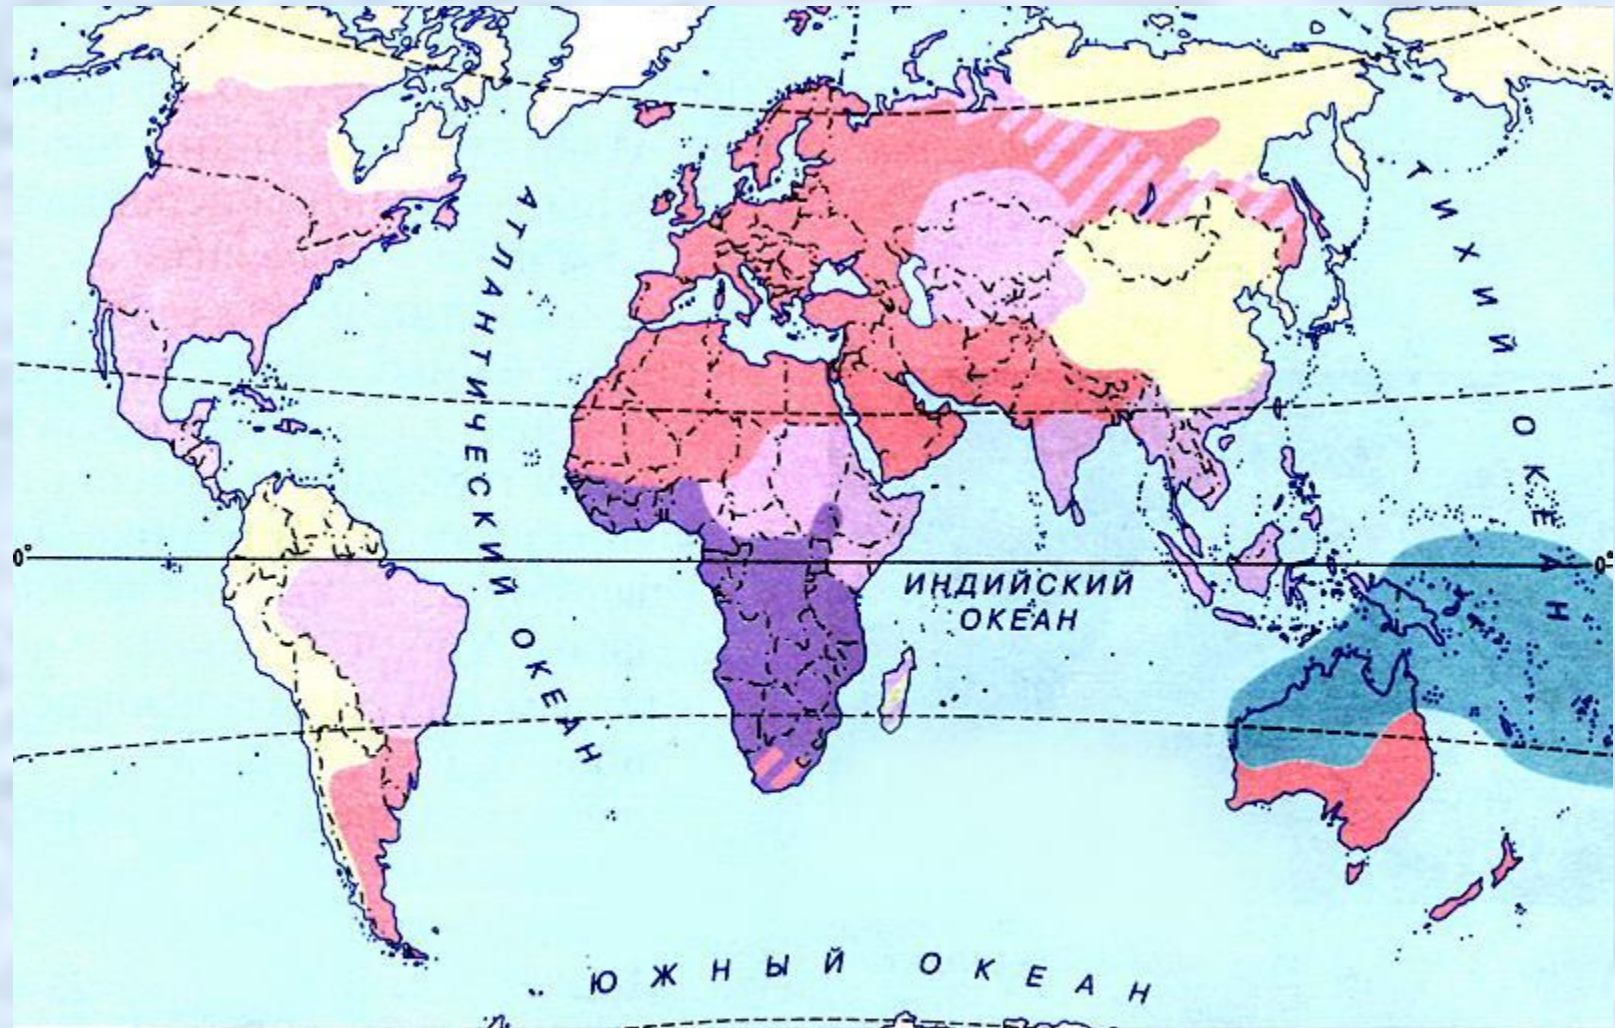 АТЛАНТИЧЕСКИЙ ОКЕАН
ТИХИЙ ОКЕАН
0°
0°
ИНДИЙСКИЙ
ОКЕАН
ЮЖНЫЙ ОКЕАН